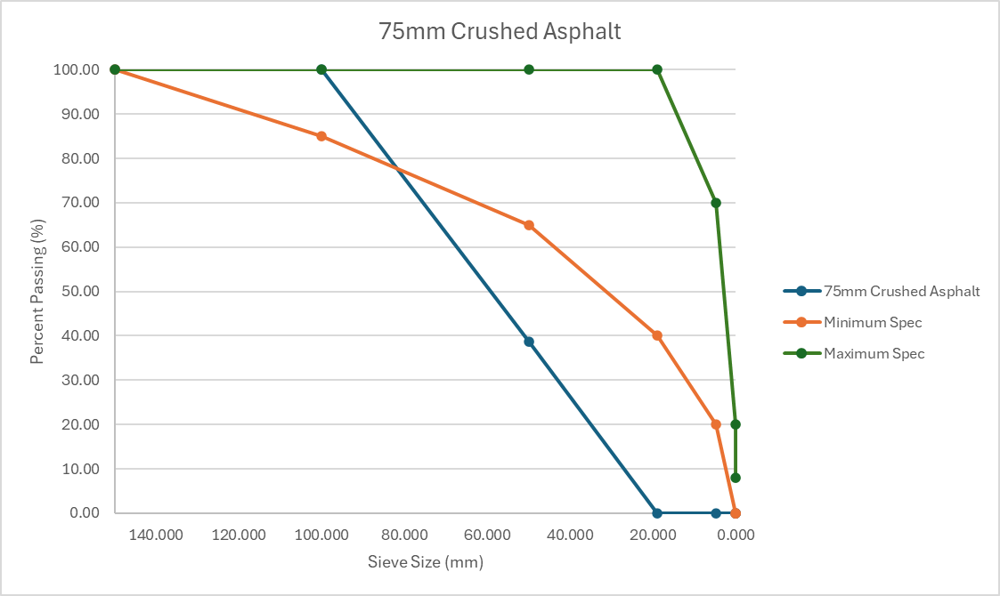 75mm Crushed Asphalt
100.00
90.00
80.00
70.00
60.00
50.00
40.00
30.00
20.00
10.00
0.00
Percent Passing (%)
140.000 120.000 100.000 80.000 60.000 40.000 20.000 0.000
Sieve Size (mm)
75mm Crushed Asphalt
Minimum Spec
Maximum Spec